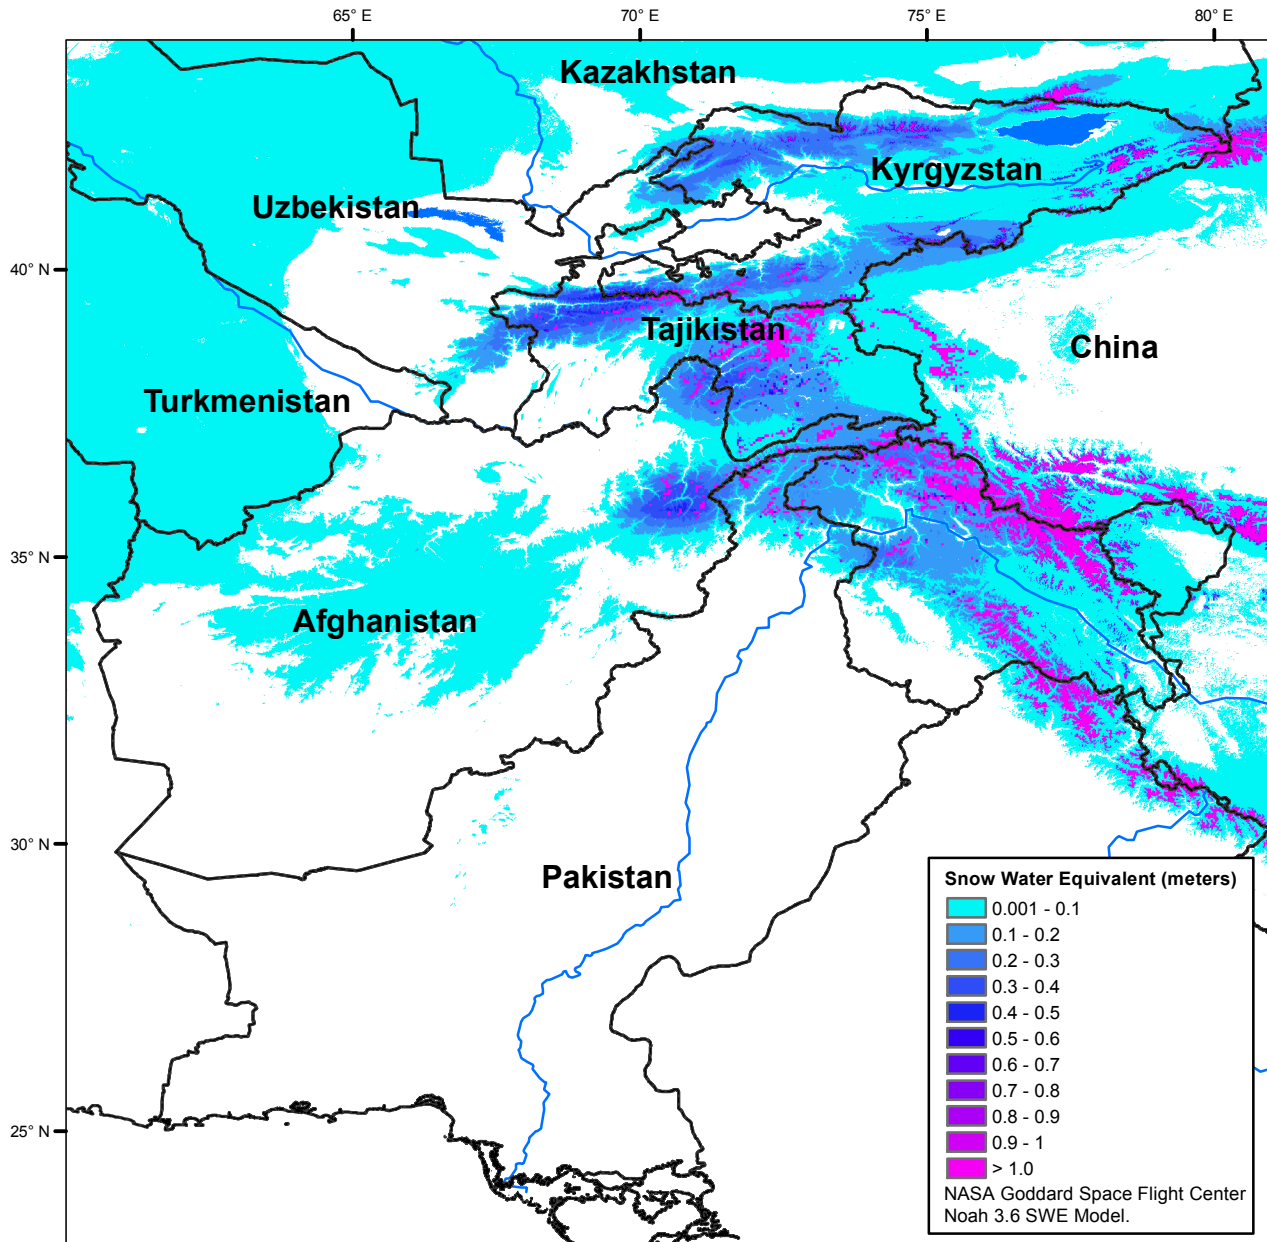 65° E
70° E
75° E
80° E
Kazakhstan
Kyrgyzstan
Uzbekistan
40° N
Tajikistan
China
Turkmenistan
35° N
Afghanistan
30° N
Pakistan
25° N
Snow Water Equivalent (meters)
0.001 - 0.1
0.1 - 0.2
0.2 - 0.3
0.3 - 0.4
0.4 - 0.5
0.5 - 0.6
0.6 - 0.7
0.7 - 0.8
0.8 - 0.9
0.9 - 1
> 1.0
NASA Goddard Space Flight Center
Noah 3.6 SWE Model.